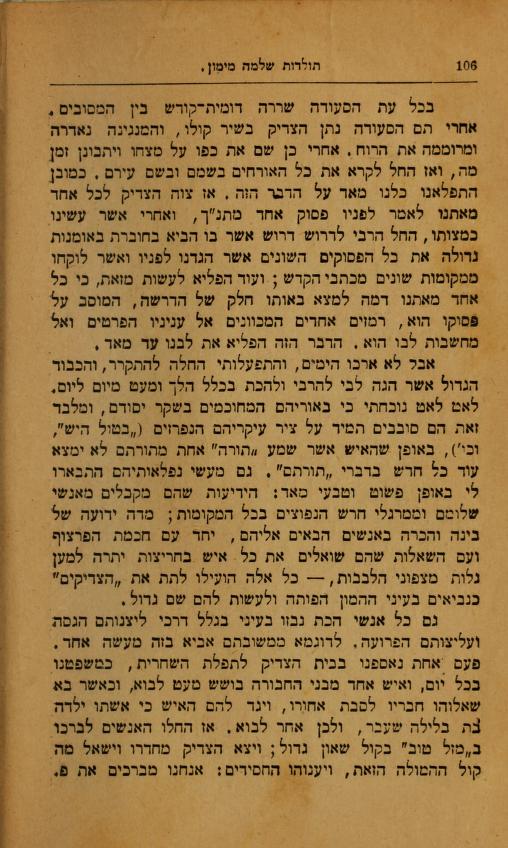 106 תולדות שלמה מימון.
בכל עת הסעודה שררה דומית־קודש בין המסובים.
אחרי תם הסעודה נתן הצדיק בשיר קולו, והמנגינה נאדרה
ומרוממה את הרוח. אחרי כן שם את כפו על מצחו ויתבונן זמן
מה, ואז החל לקרא את כל האורחים בשמם ובשם עירם. כמובן
התפלאנו כלנו מאד על הדבר הזה. אז צוה הצדיק לכל אחד
מאתנו לאמר לפניו פסוק אחד מתנ"ך, ואחרי אשר עשינו
כמצותו, החל הרבי לדרוש דרוש אשר בו הביא בחוברת באומנות
גדולה את כל הפסוקים השונים אשר הגדנו לפניו ואשר לוקחו
ממקומות שונים מכתבי הקדש; ועוד הפליא לעשות מזאת, כי כל
אחד מאתנו דמה למצא באותו חלק של הדרשה, המוסב על
פסוקו הוא, רמזים אחדים המכוונים אל עניניו הפרטים ואל
מחשבות לבו הוא. הדבר הזה הפליא את לבנו עד מאד.
אבל לא ארכו הימים, והתפעלותי החלה להתקרר, והכבוד
הגדול אשר הגה לבי להרבי ולהכת בכלל הלך ומעט מיום ליום.
לאט לאט נוכחתי כי באוריהם המחוכמים בשקר יסודם, ומלבד
זאת הם סובבים תמיד על ציר עיקריהם הנפרזים („בטול היש",
וכו'), באופן שהאיש אשר שמע „תורה" אחת מתורתם לא ימצא
עוד כל חדש בדברי „תורתם". גם מעשי נפלאותיהם התבארו
לי באופן פשוט וטבעי מאד: הידיעות שהם מקבלים מאנשי
שלומם וממרגלי חרש הנפוצים בכל המקומות; מדה ידועה של
בינה והכרה באנשים הבאים אליהם, יחד עם חכמת הפרצוף
ועם השאלות שהם שואלים את כל איש בחריצות יתרה למען
גלות מצפוני הלבבות, — כל אלה הועילו לתת את „הצדיקים"
כנביאים בעיני ההמון הפותה ולעשות להם שם גדול.
גם כל אנשי הכת נבזו בעיני בגלל דרכי ליצנותם הגסה
ועליצותם הפרועה. לדוגמא ממשובתם אביא בזה מעשה אחד.
פעם אחת נאספנו בבית הצדיק לתפלת השחרית, כמשפטנו
בכל יום, ואיש אחד מבני החבורה בושש מעט לבוא, וכאשר בא
שאלוהו חבריו לסבת אחורו, ויגד להם האיש כי אשתו ילדה
בת בלילה שעבר, ולכן אחר לבוא. אז החלו האנשים לברכו
ב„מזל טוב" בקול שאון גדול; ויצא הצדיק מחדרו וישאל מה
קול ההמולה הזאת, ויענוהו החסידים: אנחנו מברכים את פ.